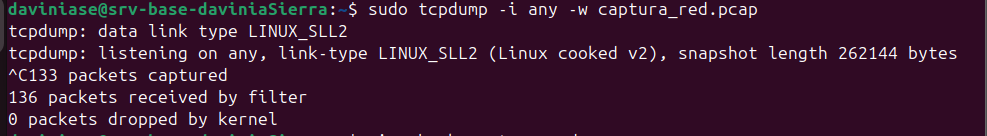 daviniase@srv-base-daviniaSierra:~$ sudo tcpdump -i any -w captura_red.pcap
tcpdump: data link type LINUX_SLL2
tcpdump: listening on any, link-type LINUX_SLL2 (Linux cooked v2), snapshot length 262144 bytes
^C133 packets captured
136 packets received by filter
0 packets dropped by kernel